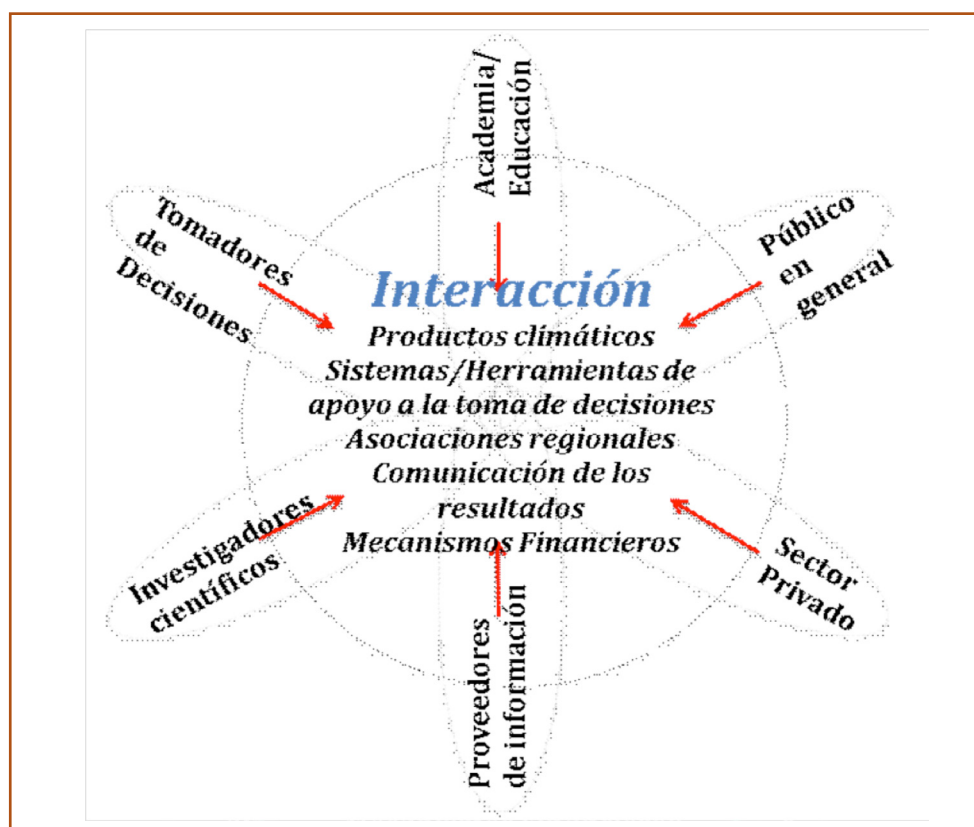 Academia/
Educación
Tomadores
de
Decisiones
Público
en
general
Interacción
Productos climáticos
Sistemas/Herramientas de
apoyo a la toma de decisiones
Asociaciones regionales
Comunicación de los
resultados
Mecanismos Financieros
Investigadores
científicos
Sector
Privado
Proveedores
de información